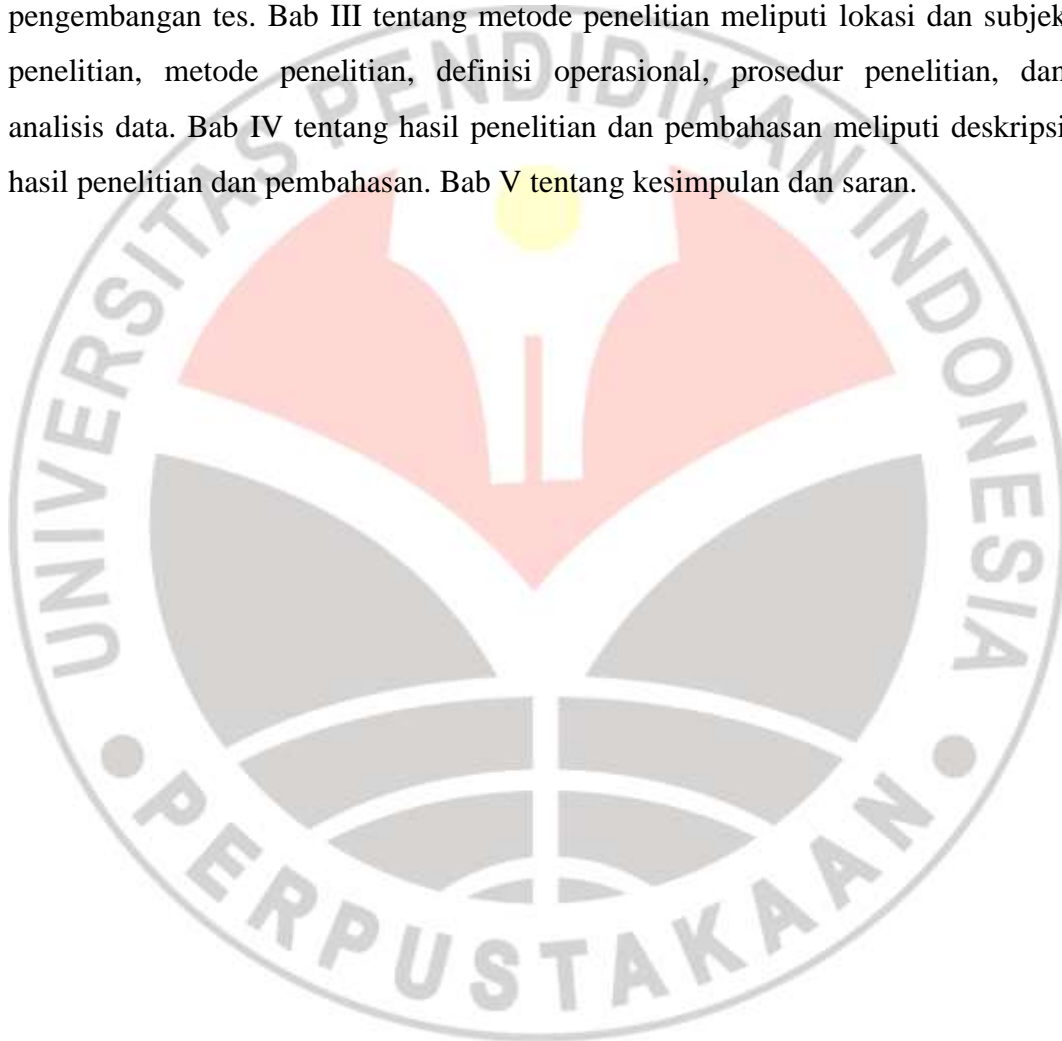 pengembangan tes. Bab III tentang metode penelitian meliputi lokasi dan subjek
penelitian, metode penelitian, definisi operasional, prosedur penelitian, dan
analisis data. Bab IV tentang hasil penelitian dan pembahasan meliputi deskripsi
hasil penelitian dan pembahasan. Bab V tentang kesimpulan dan saran.
UNIVERSITAS PENDIDIKAN INDONESIA
PERPUSTAKAAN